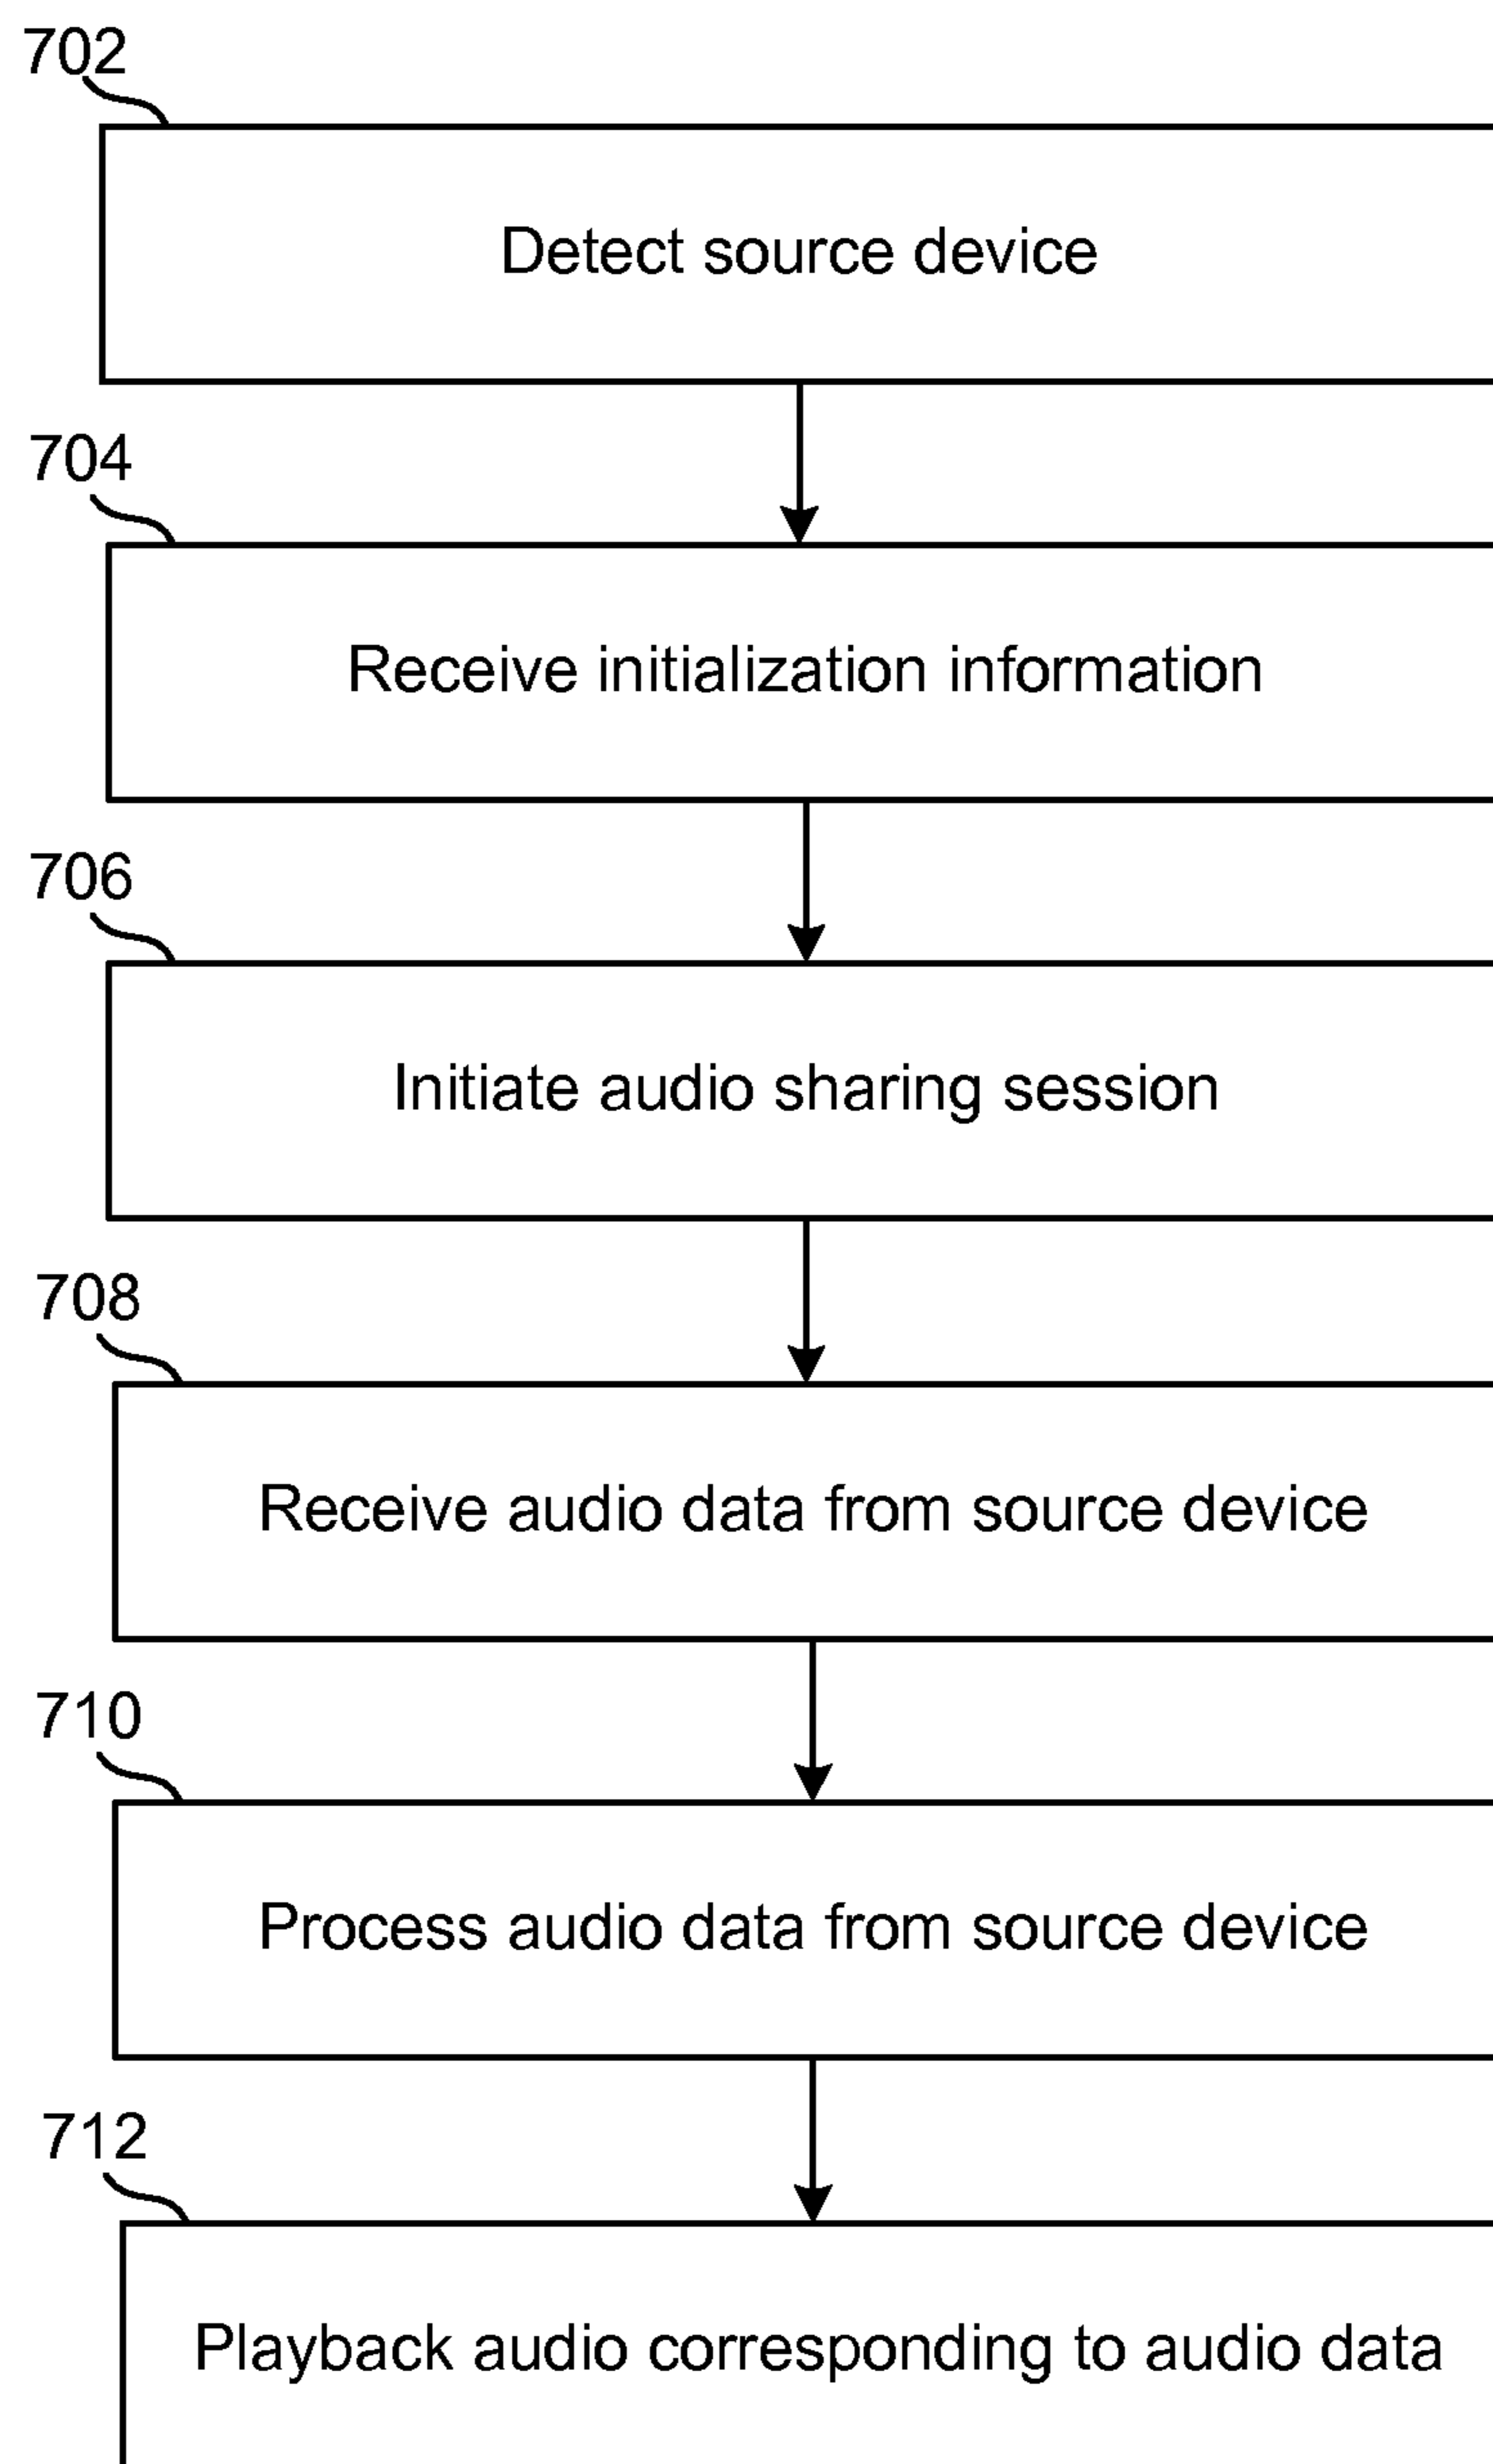 702
Detect source device
704
Receive initialization information
706
Initiate audio sharing session
708
Receive audio data from source device
710
Process audio data from source device
712
Playback audio corresponding to audio data